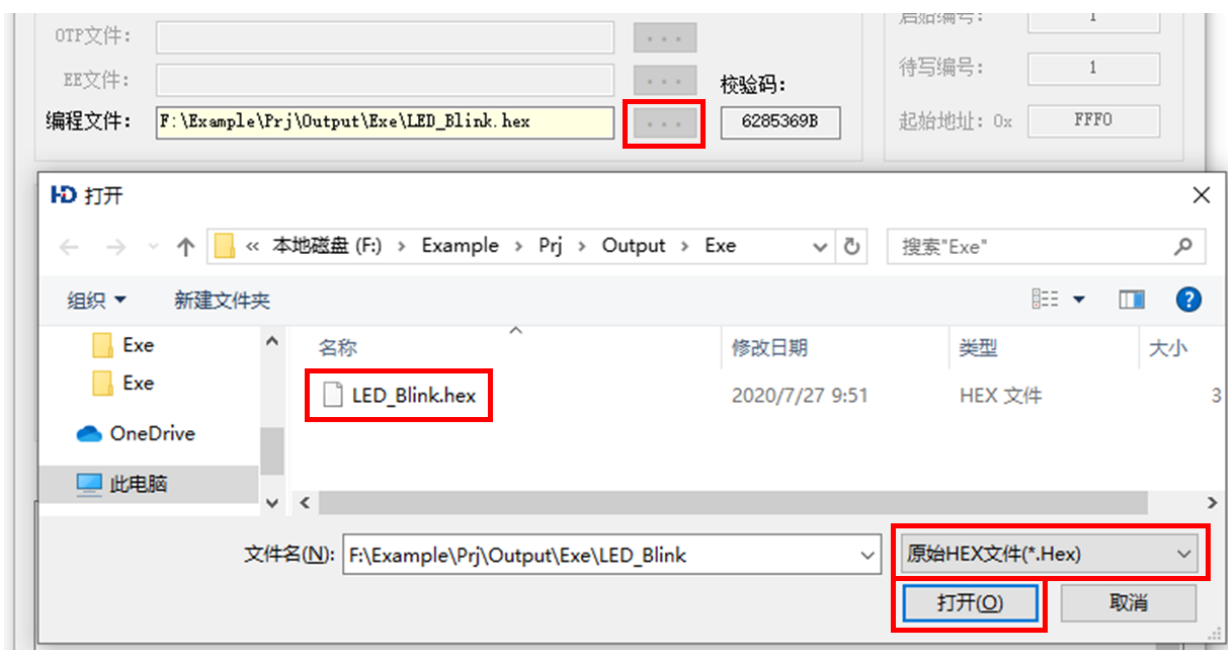 启始编号: 1
OTP文件: ...
EE文件: ... 校验码:
待写编号: 1
编程文件: F:\Example\Prj\Output\Exe\LED_Blink.hex ... 6285369B
起始地址: 0x FFF0
HD 打开
« 本地磁盘 (F:) › Example › Prj › Output › Exe 搜索"Exe"
组织 新建文件夹 ?
Exe
Exe
OneDrive
此电脑
名称 修改日期 类型 大小
LED_Blink.hex 2020/7/27 9:51 HEX 文件 3
文件名(N): F:\Example\Prj\Output\Exe\LED_Blink 原始HEX文件(*.Hex)
打开(O) 取消